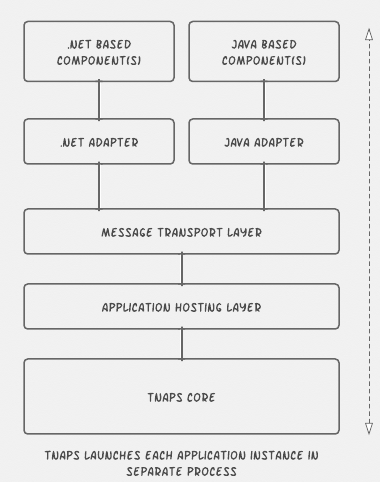 .NET BASED
COMPONENT(S)
JAVA BASED
COMPONENT(S)
.NET ADAPTER
JAVA ADAPTER
MESSAGE TRANSPORT LAYER
APPLICATION HOSTING LAYER
TNAPS CORE
TNAPS LAUNCHES EACH APPLICATION INSTANCE IN
SEPARATE PROCESS